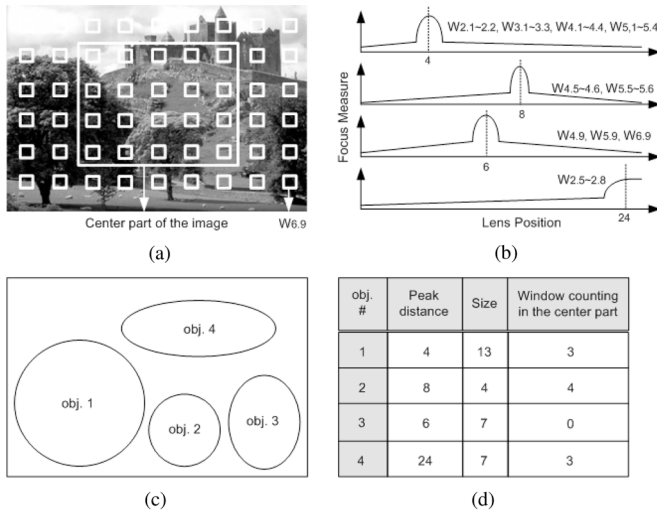 Center part of the image
W6.9
(a)
Focus Measure
W2.1~2.2, W3.1~3.3, W4.1~4.4, W5,1~5.4
4
W4.5~4.6, W5.5~5.6
8
W4.9, W5.9, W6.9
6
W2.5~2.8
24
Lens Position
(b)
obj. 4
obj. 1
obj. 2
obj. 3
(c)
obj. # Peak distance Size Window counting in the center part
1 4 13 3
2 8 4 4
3 6 7 0
4 24 7 3
(d)